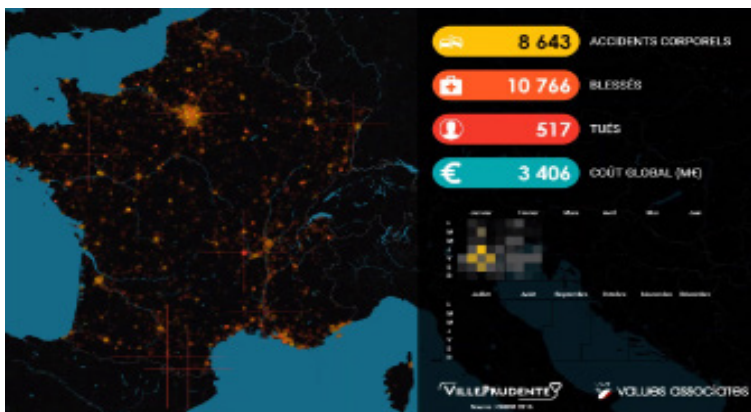 8 643 ACCIDENTS CORPORELS
10 766 BLESSÉS
517 TUÉS
€ 3 406 COÛT GLOBAL (M€)
Janvier Février Mars Avril Mai Juin
L
M
M
J
V
S
D
Juillet Août Septembre Octobre Novembre Décembre
L
M
M
J
V
S
D
VILLEPRUDENTE VALUES ASSOCIATES